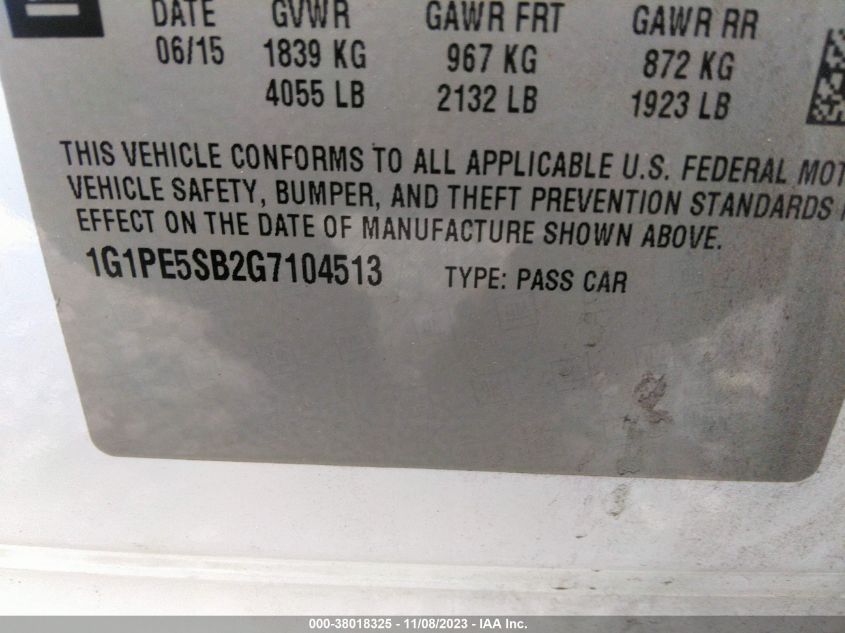 DATE GVWR GAWR FRT GAWR RR
06/15 1839 KG 967 KG 872 KG
4055 LB 2132 LB 1923 LB
THIS VEHICLE CONFORMS TO ALL APPLICABLE U.S. FEDERAL MOT
VEHICLE SAFETY, BUMPER, AND THEFT PREVENTION STANDARDS
EFFECT ON THE DATE OF MANUFACTURE SHOWN ABOVE.
1G1PE5SB2G7104513 TYPE: PASS CAR
000-38018325 - 11/08/2023 - IAA Inc.